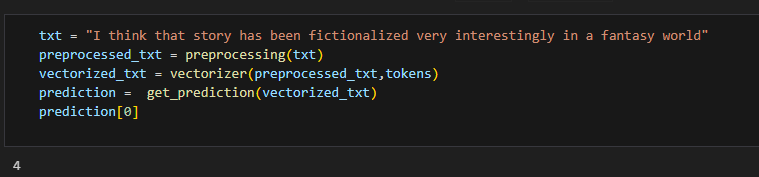 txt = "I think that story has been fictionalized very interestingly in a fantasy world"
preprocessed_txt = preprocessing(txt)
vectorized_txt = vectorizer(preprocessed_txt,tokens)
prediction =  get_prediction(vectorized_txt)
prediction[0]
4